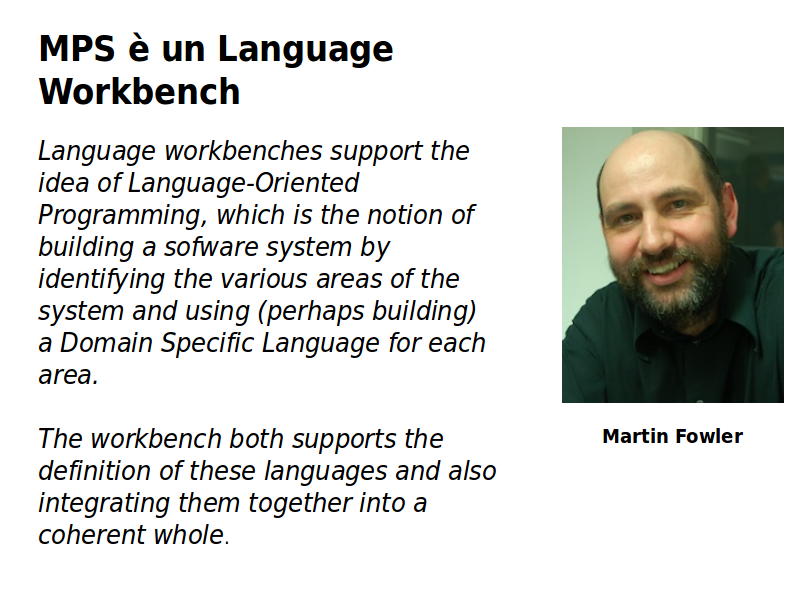 MPS è un Language
Workbench
Language workbenches support the
idea of Language-Oriented
Programming, which is the notion of
building a sofware system by
identifying the various areas of the
system and using (perhaps building)
a Domain Specific Language for each
area.
The workbench both supports the
definition of these languages and also
integrating them together into a
coherent whole.
Martin Fowler